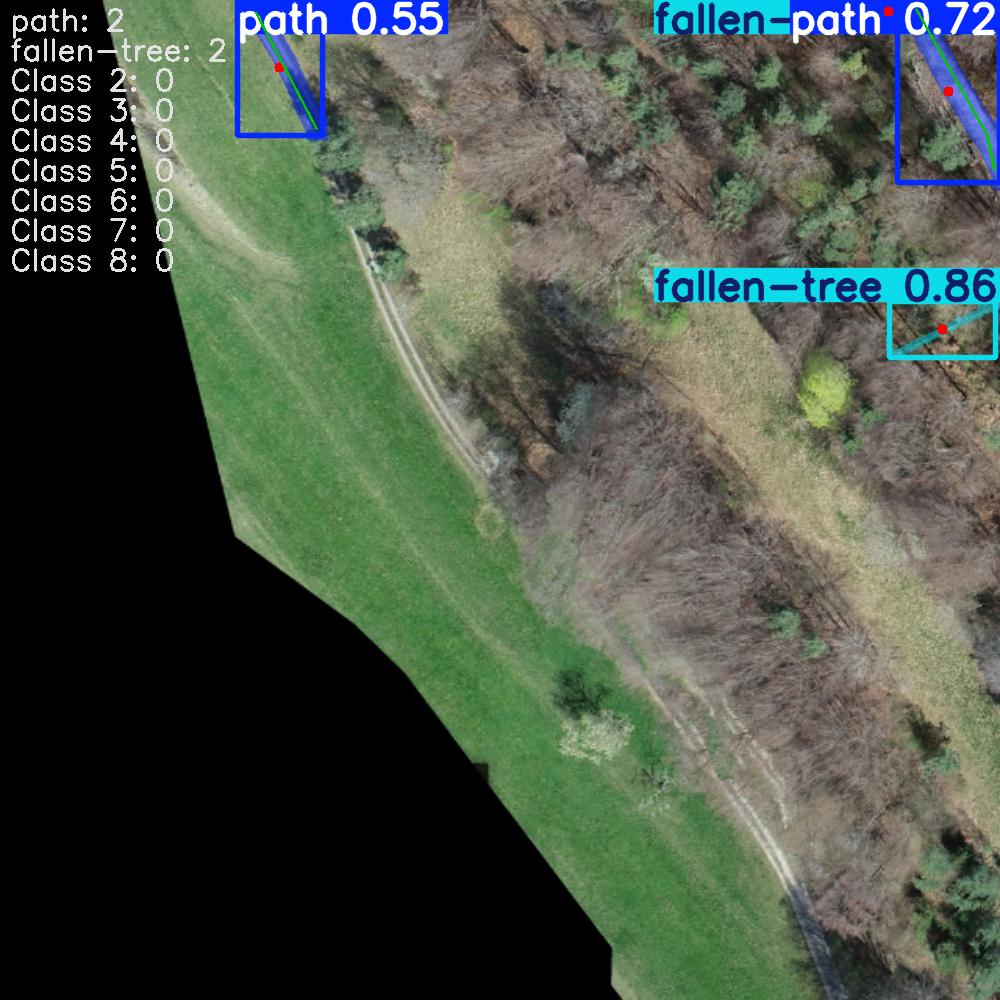 path: 2
fallen-tree: 2
Class 2: 0
Class 3: 0
Class 4: 0
Class 5: 0
Class 6: 0
Class 7: 0
Class 8: 0
path 0.55
fallen-path 0.72
fallen-tree 0.86